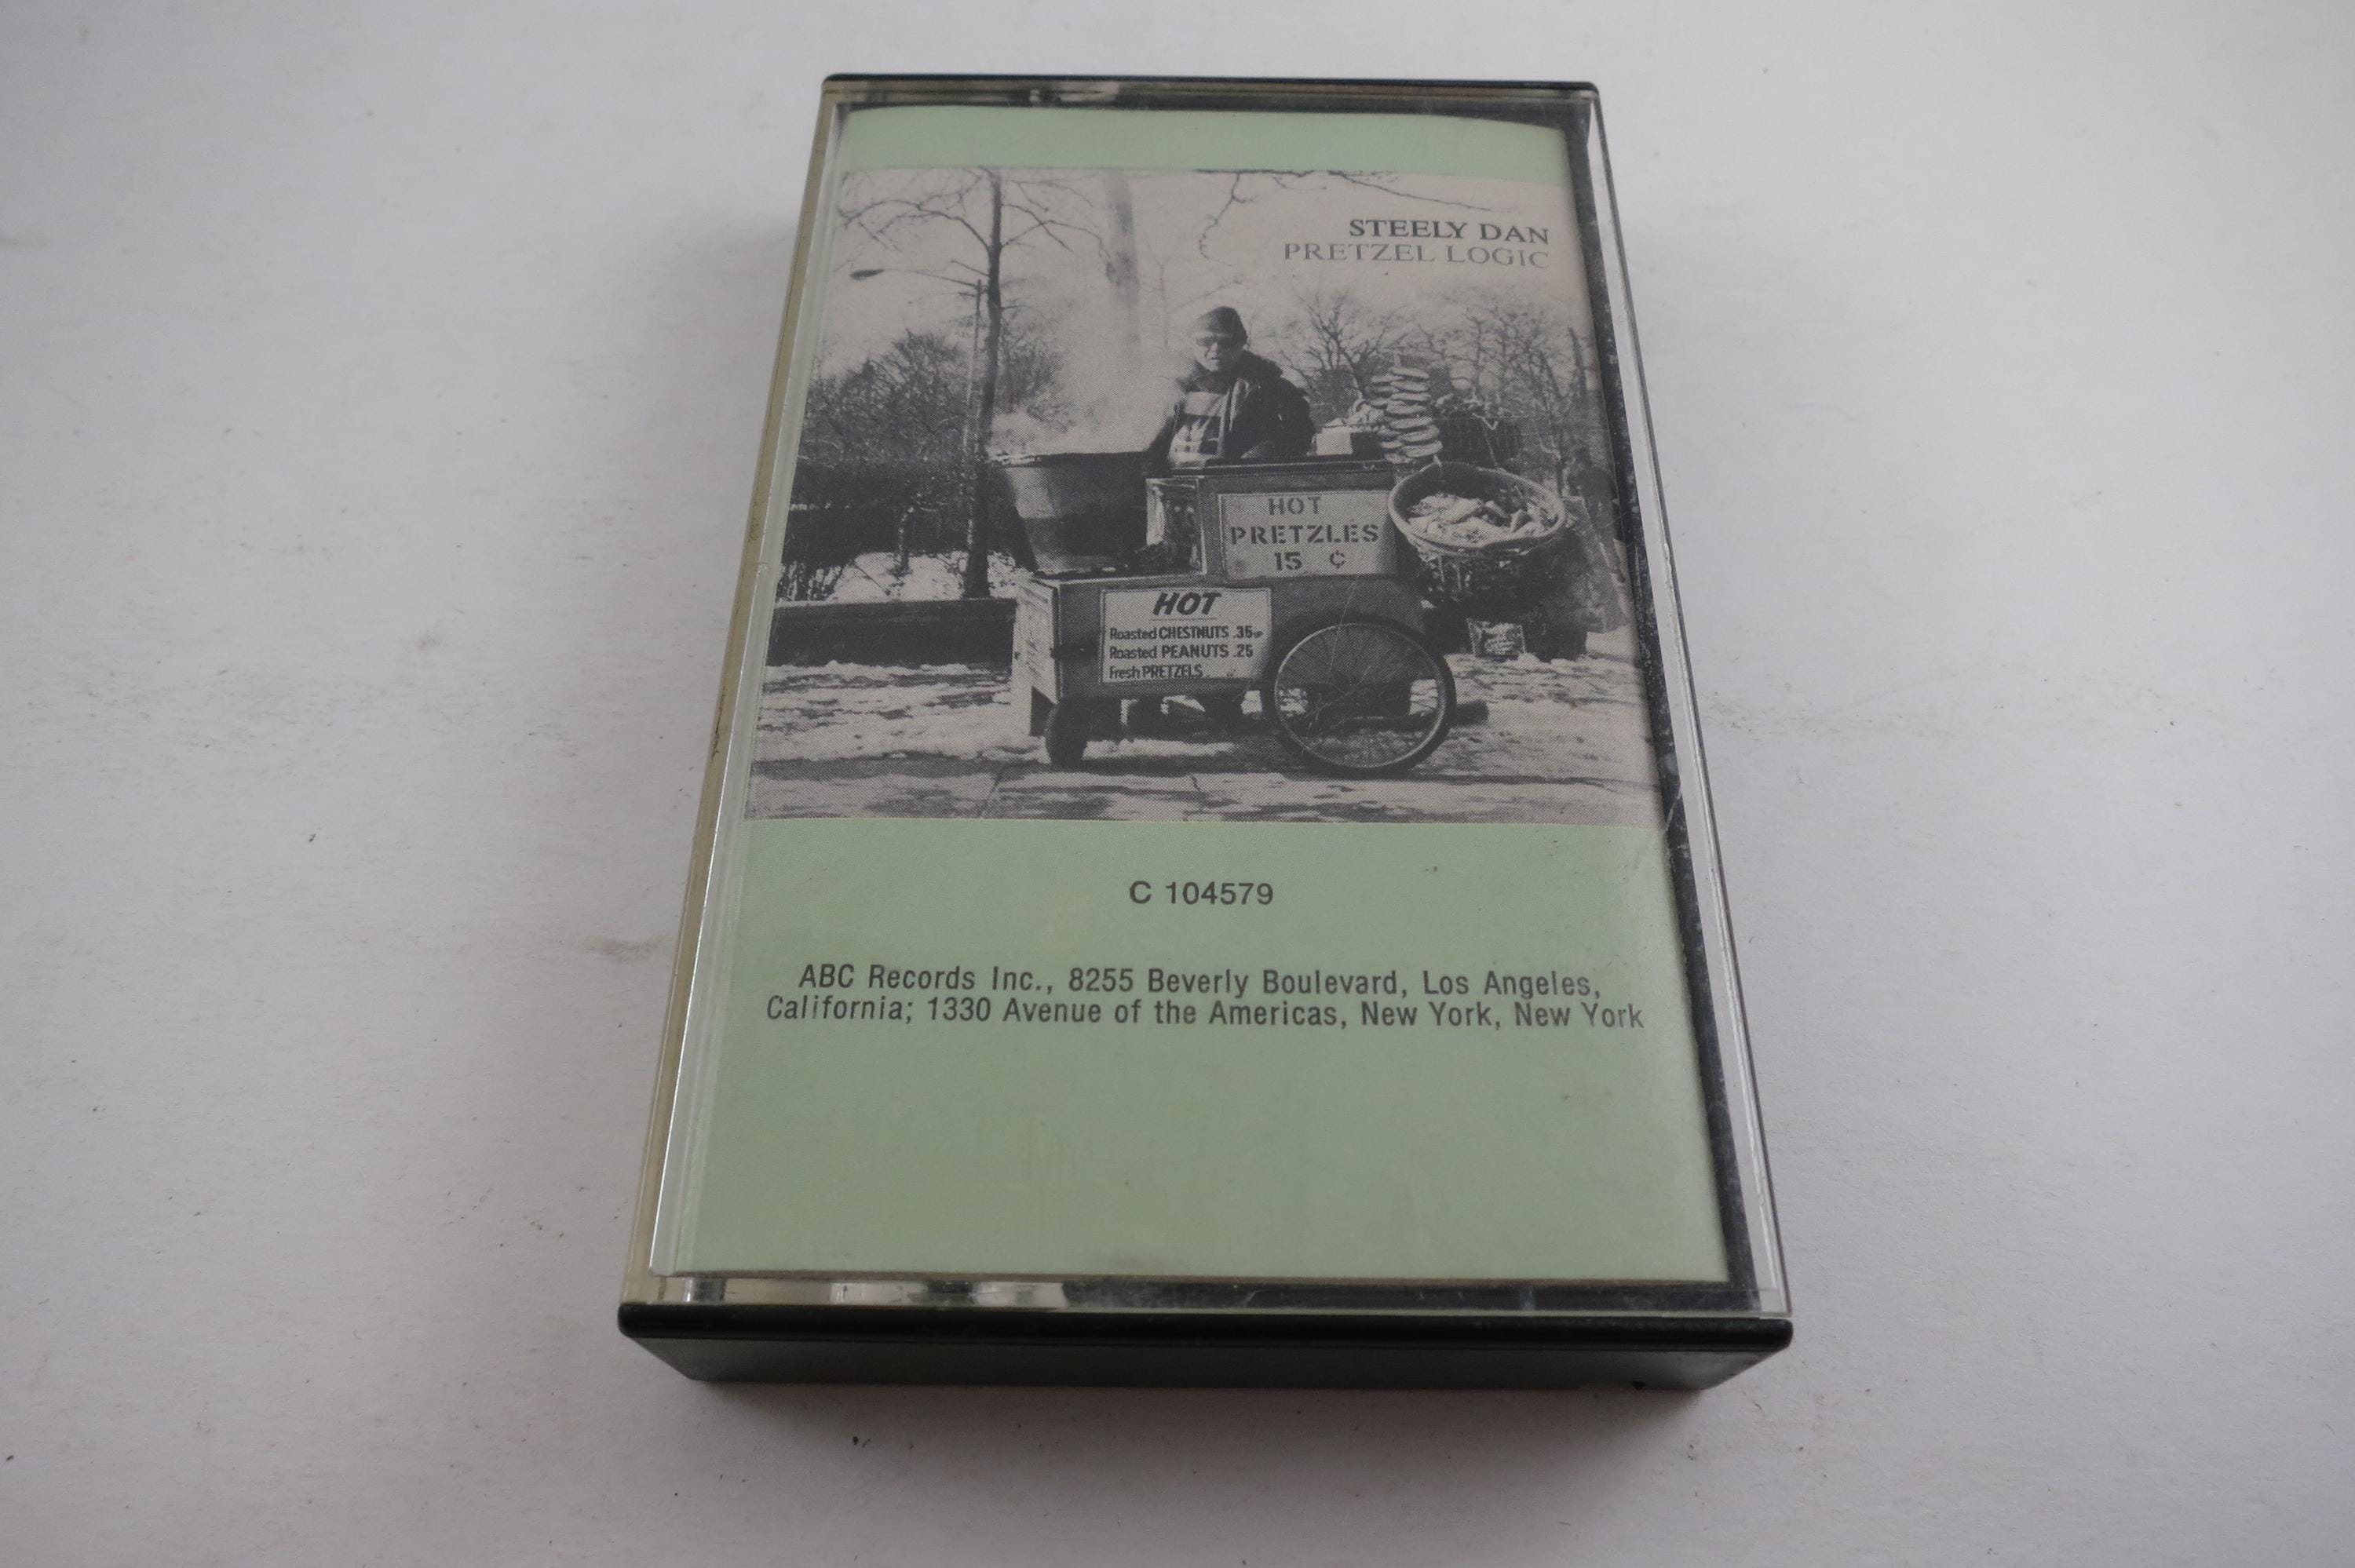 STEELY DAN
PRETZEL LOGIC
HOT
PRETZLES
15 ¢
HOT
Roasted CHESTNUTS .35
Roasted PEANUTS .25
Fresh PRETZELS
C 104579
ABC Records Inc., 8255 Beverly Boulevard, Los Angeles,
California; 1330 Avenue of the Americas, New York, New York